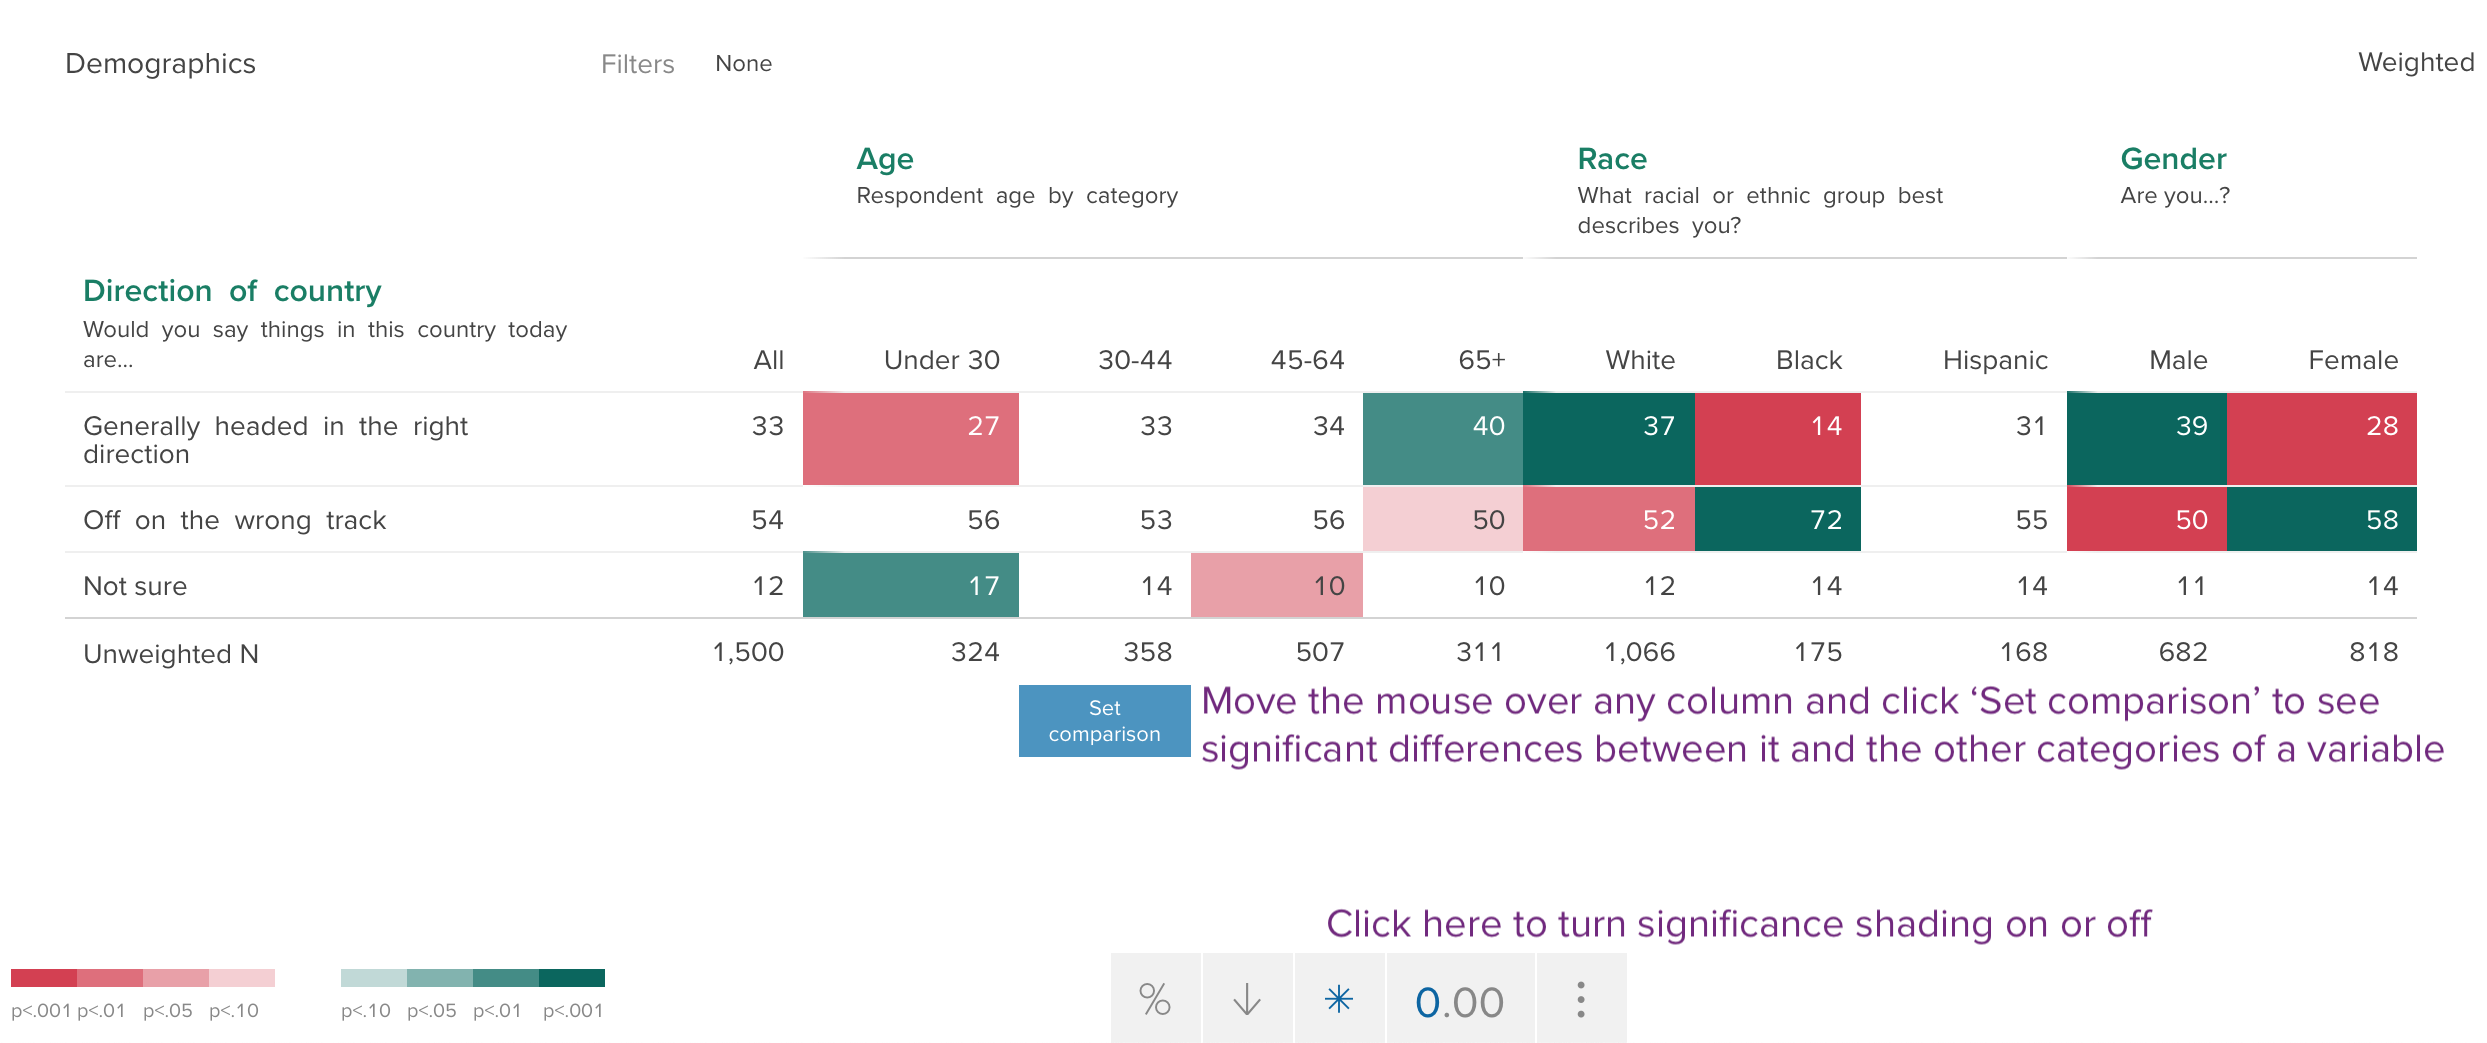 Demographics Filters None Weighted
Age Race Gender
Respondent age by category What racial or ethnic group best Are you...?
describes you?
Direction of country
Would you say things in this country today
are... All Under 30 30-44 45-64 65+ White Black Hispanic Male Female
Generally headed in the right 33 27 33 34 40 37 14 31 39 28
direction
Off on the wrong track 54 56 53 56 50 52 72 55 50 58
Not sure 12 17 14 10 10 12 14 14 11 14
Unweighted N 1,500 324 358 507 311 1,066 175 168 682 818
Set
comparison
Move the mouse over any column and click ‘Set comparison’ to see
significant differences between it and the other categories of a variable
Click here to turn significance shading on or off
p<.001 p<.01 p<.05 p<.10 p<.10 p<.05 p<.01 p<.001
% ↓ * 0.00 ⋮